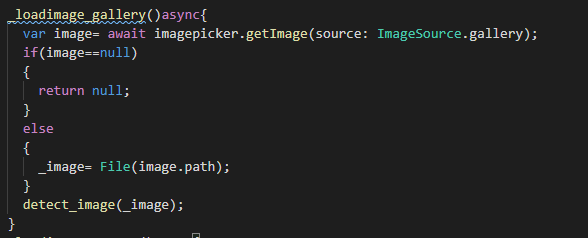 _loadimage_gallery()async{
var image= await imagepicker.getImage(source: ImageSource.gallery);
if(image==null)
{
return null;
}
else
{
_image= File(image.path);
}
detect_image(_image);
}